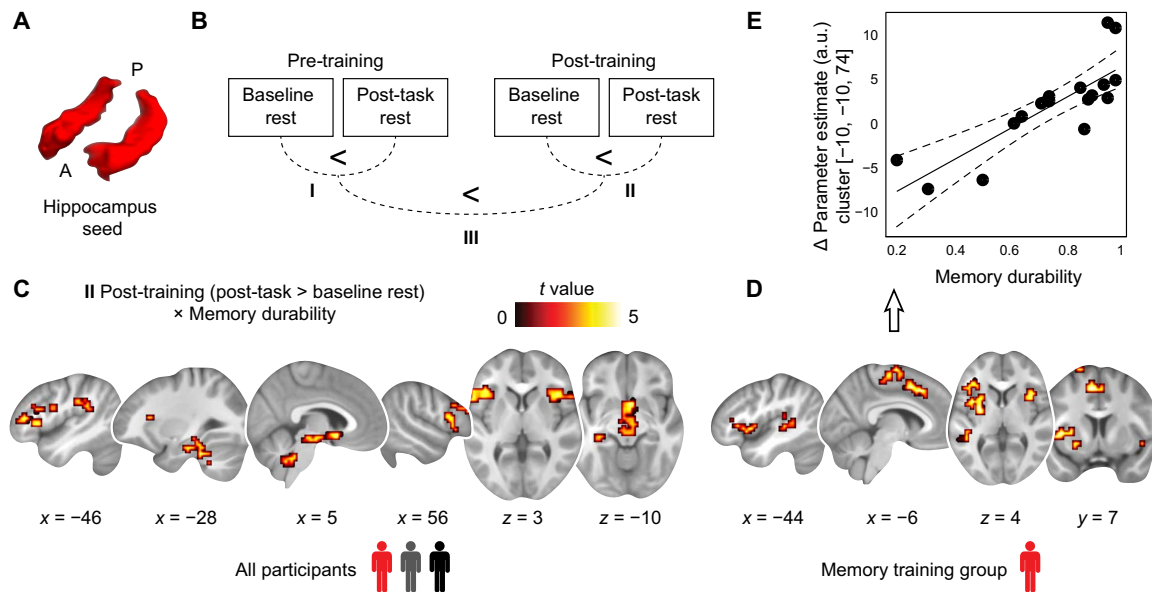 A
P
A
Hippocampus
seed
B
Pre-training
Post-training
Baseline
rest
Post-task
rest
Baseline
rest
Post-task
rest
<
<
I
<
II
III
E
Δ Parameter estimate (a.u.)
cluster [−10, −10, 74]
10
5
0
−5
−10
0.2
0.4
0.6
0.8
1
Memory durability
C
II Post-training (post-task > baseline rest)
× Memory durability
t value
0
5
x = −46
x = −28
x = 5
x = 56
z = 3
z = −10
All participants
D
x = −44
x = −6
z = 4
y = 7
Memory training group